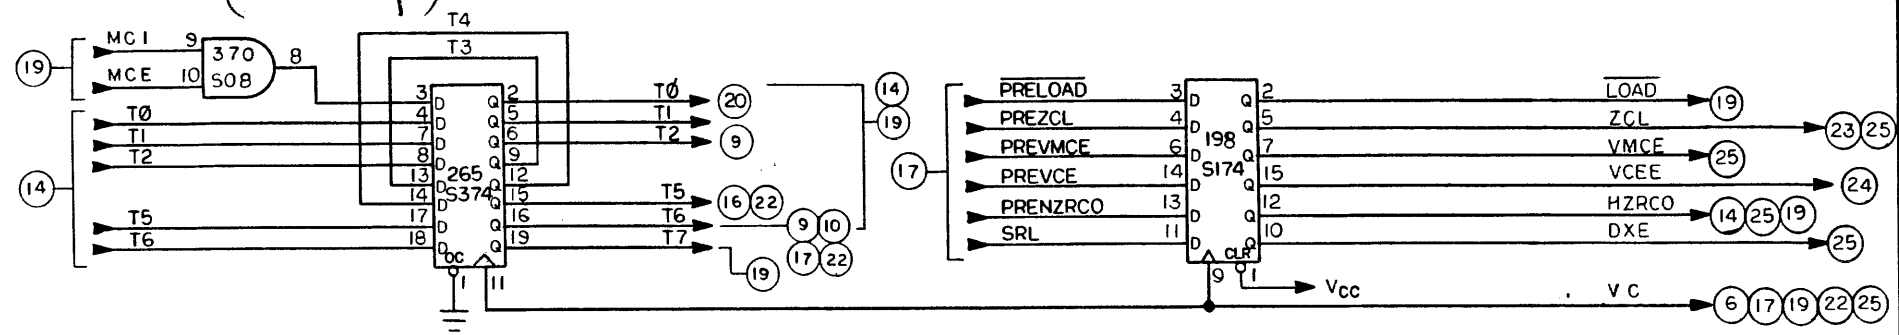 T4
T3
19
MCI 9
MCE 10
370
S08
8
14
T0
T1
T2
T5
T6
3 D
4 D
7 D
8 D
13 D
14 D
17 D
18 D
265
S374
OC
1
11
Q 2
Q 5
Q 6
Q 9
Q 12
Q 15
Q 16
Q 19
T0 20
T1
T2 9
T5 16 22
T6 9 10
T7 17 22
19
14
19
17
PRELOAD 3 D
PREZCL 4 D
PREVMCE 6 D
PREVCE 14 D
PRENZRCO 13 D
SRL 11 D
198
S174
CLR
9
1
VCC
Q 2 LOAD 19
Q 5 ZCL 23 25
Q 7 VMCE 25
Q 15 VCEE 24
Q 12 HZRCO 14 25 19
Q 10 DXE 25
VC 6 17 19 22 25